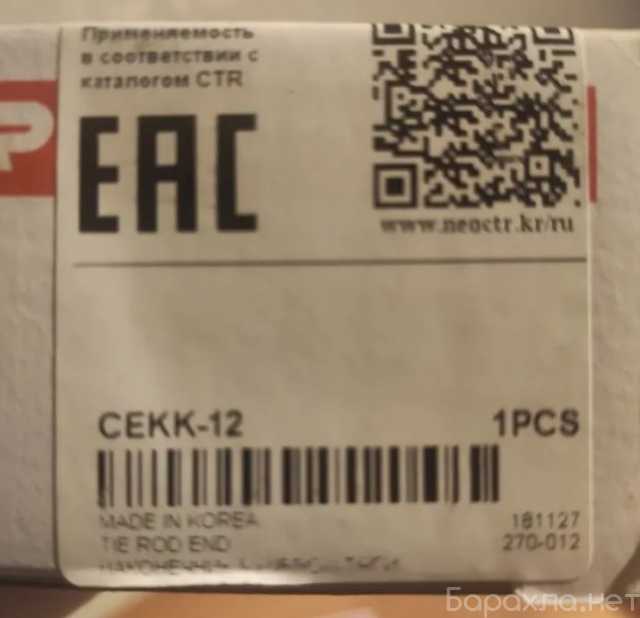 Применяемость
в соответствии с
каталогом CTR
EAC
www.neoctr.kr/ru
CEKK-12 1PCS
MADE IN KOREA 181127
TIE ROD END 270-012
Барахла.нет